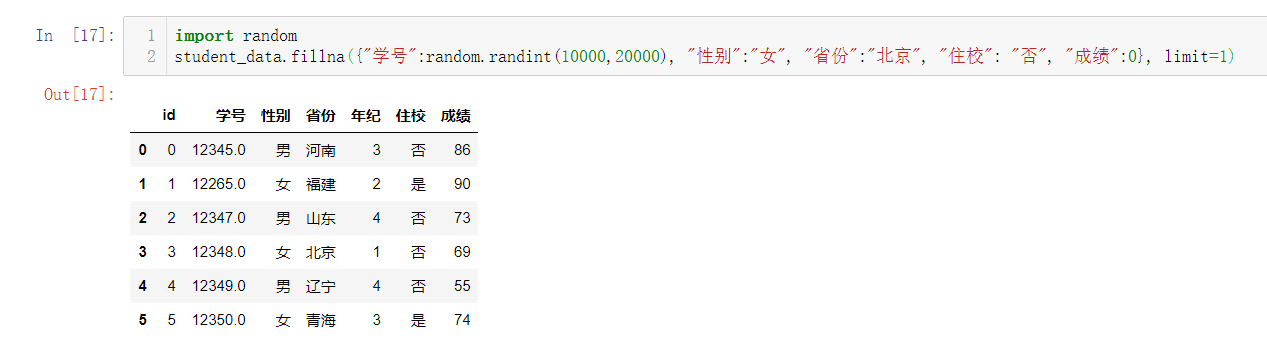 In [17]:
1 import random
2 student_data.fillna({"学号":random.randint(10000,20000), "性别":"女", "省份":"北京", "住校": "否", "成绩":0}, limit=1)
Out[17]:
id 学号 性别 省份 年纪 住校 成绩
0 0 12345.0 男 河南 3 否 86
1 1 12265.0 女 福建 2 是 90
2 2 12347.0 男 山东 4 否 73
3 3 12348.0 女 北京 1 否 69
4 4 12349.0 男 辽宁 4 否 55
5 5 12350.0 女 青海 3 是 74